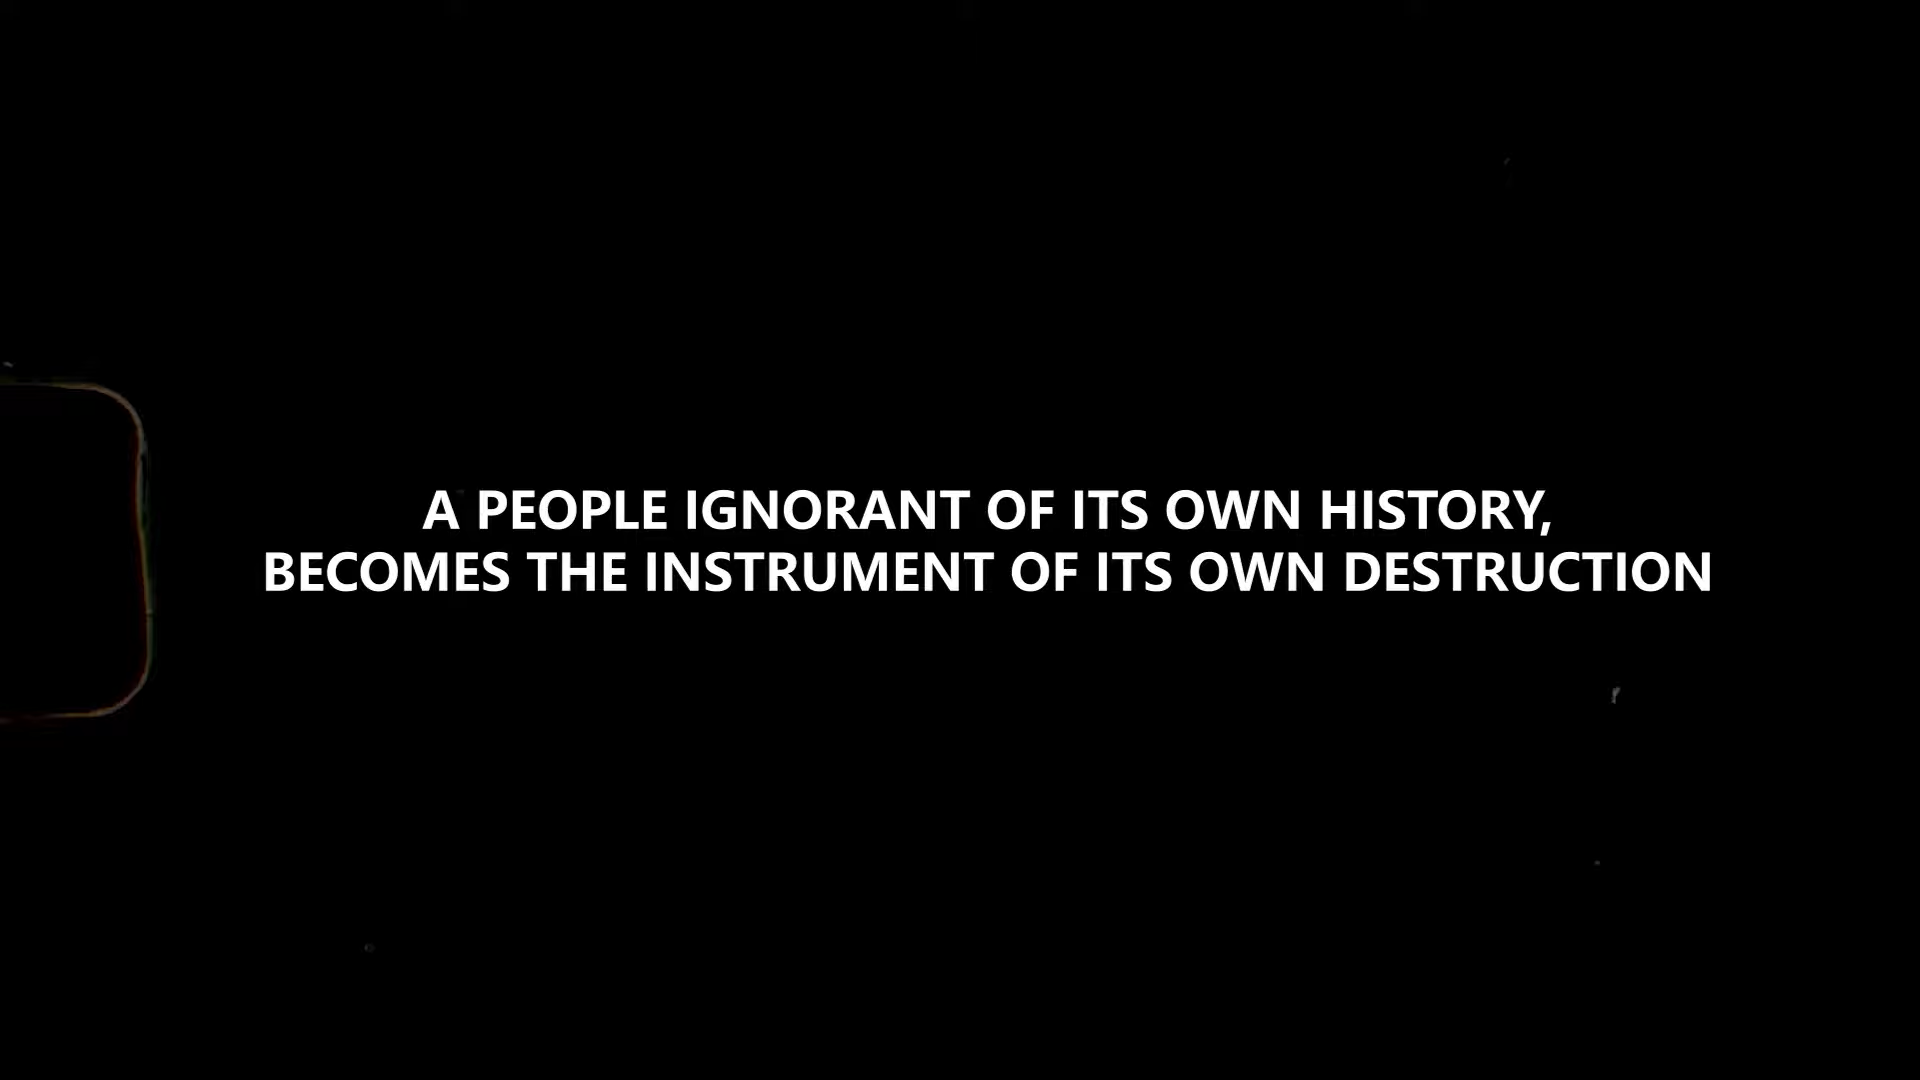 A PEOPLE IGNORANT OF ITS OWN HISTORY,
BECOMES THE INSTRUMENT OF ITS OWN DESTRUCTION